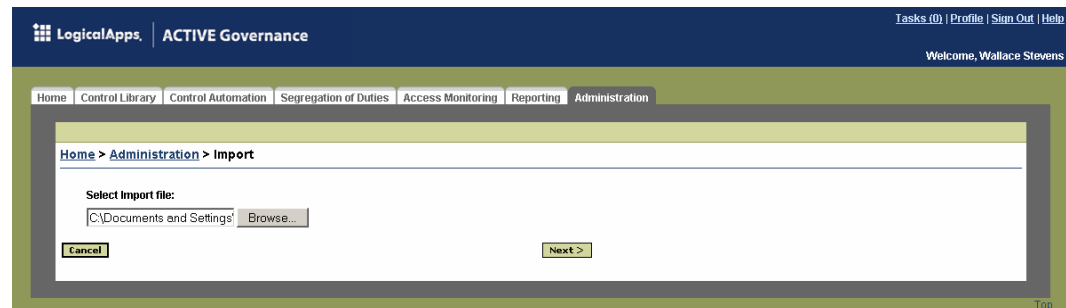 Tasks (0) | Profile | Sign Out | Help
LogicalApps. | ACTIVE Governance
Welcome, Wallace Stevens
Home Control Library Control Automation Segregation of Duties Access Monitoring Reporting Administration
Home > Administration > Import
Select Import file:
C:\Documents and Settings' Browse...
Cancel Next >
Top